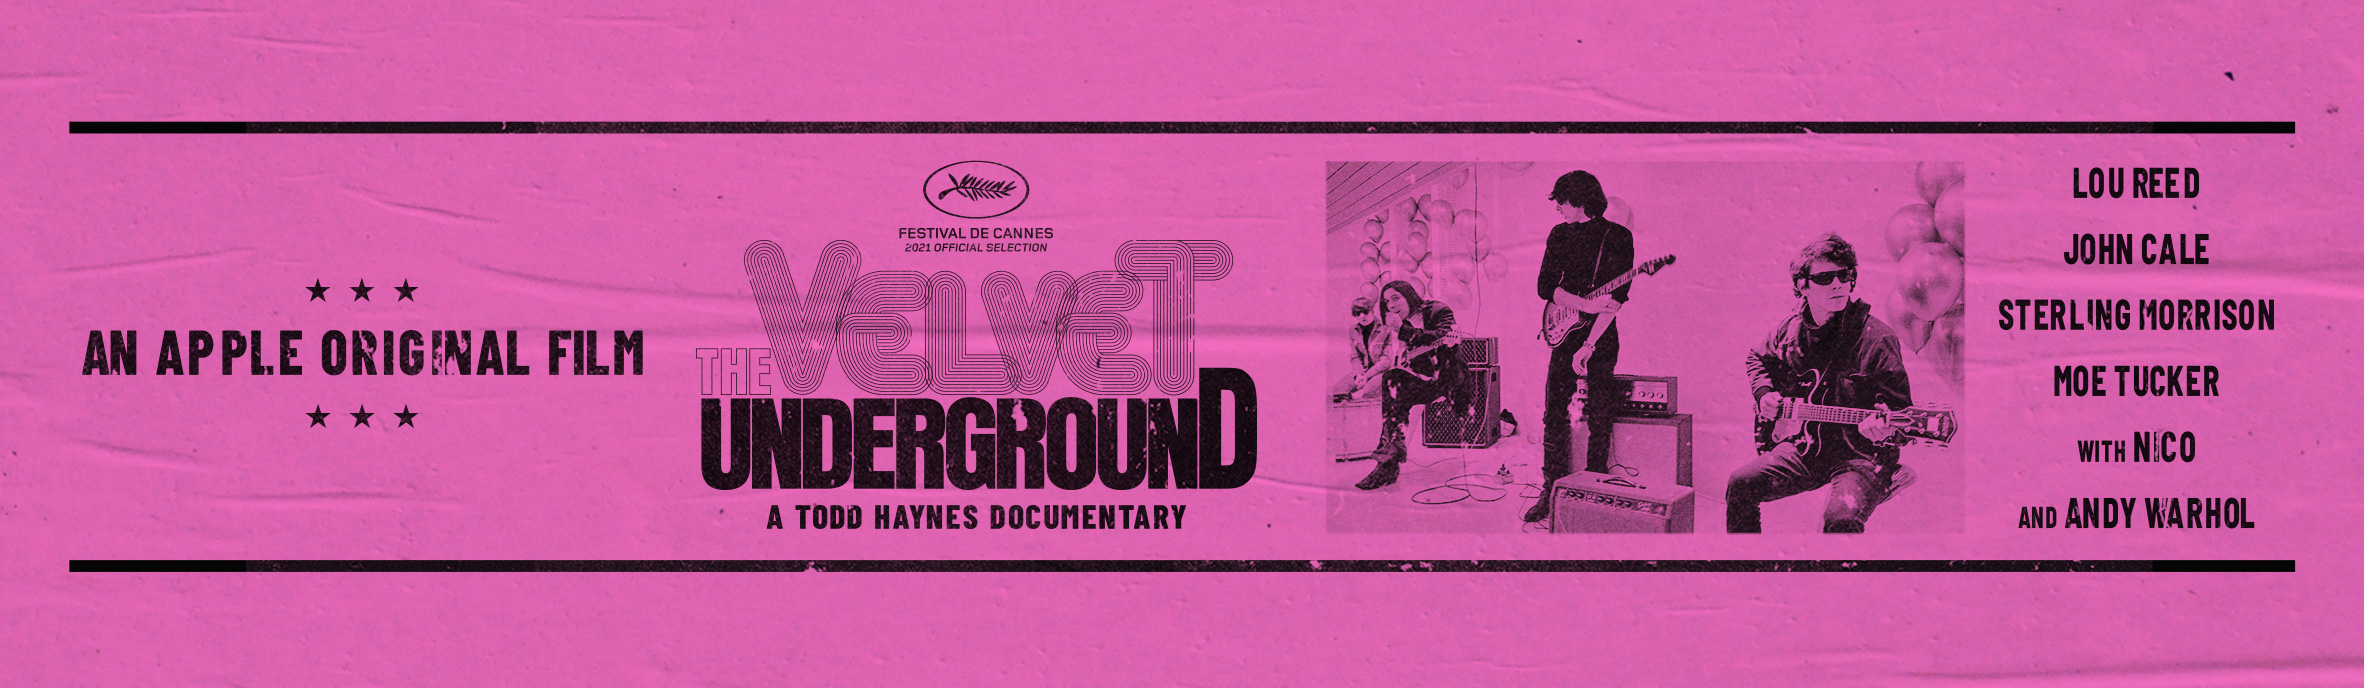 ★ ★ ★
AN APPLE ORIGINAL FILM
★ ★ ★
FESTIVAL DE CANNES
2021 OFFICIAL SELECTION
THE VELVET
UNDERGROUND
A TODD HAYNES DOCUMENTARY
LOU REED
JOHN CALE
STERLING MORRISON
MOE TUCKER
WITH NICO
AND ANDY WARHOL